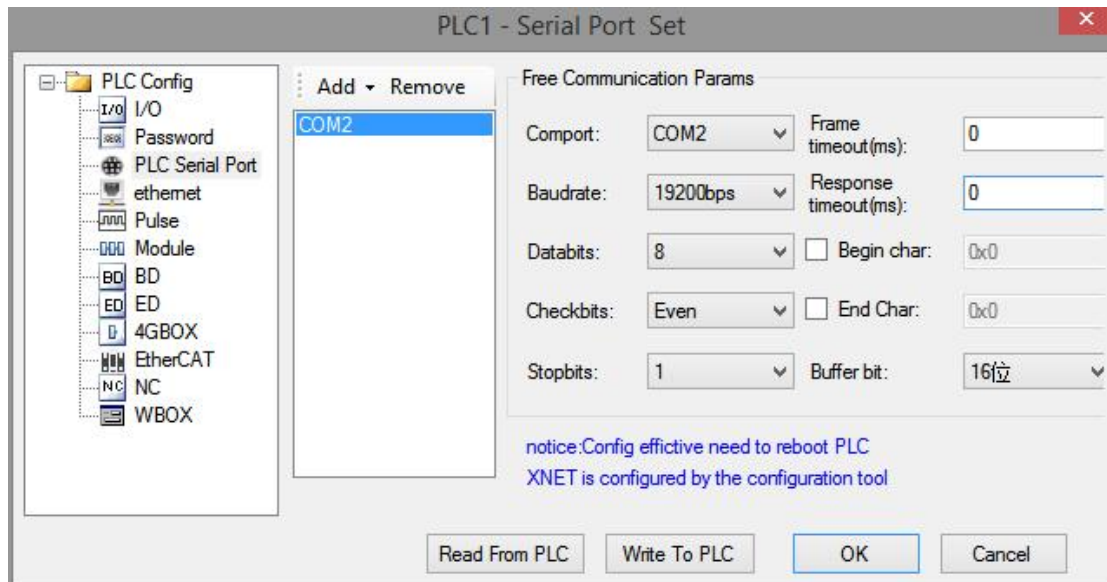 PLC1 - Serial Port Set
PLC Config
I/O
I/O
Password
PLC Serial Port
ethernet
Pulse
Module
BD
BD
ED
ED
4GBOX
EtherCAT
NC
NC
WBOX
Add
Remove
COM2
Free Communication Params
Comport:
COM2
Frame
timeout(ms):
0
Baudrate:
19200bps
Response
timeout(ms):
0
Databits:
8
Begin char:
0x0
Checkbits:
Even
End Char:
0x0
Stopbits:
1
Buffer bit:
16位
notice:Config effictive need to reboot PLC
XNET is configured by the configuration tool
Read From PLC
Write To PLC
OK
Cancel